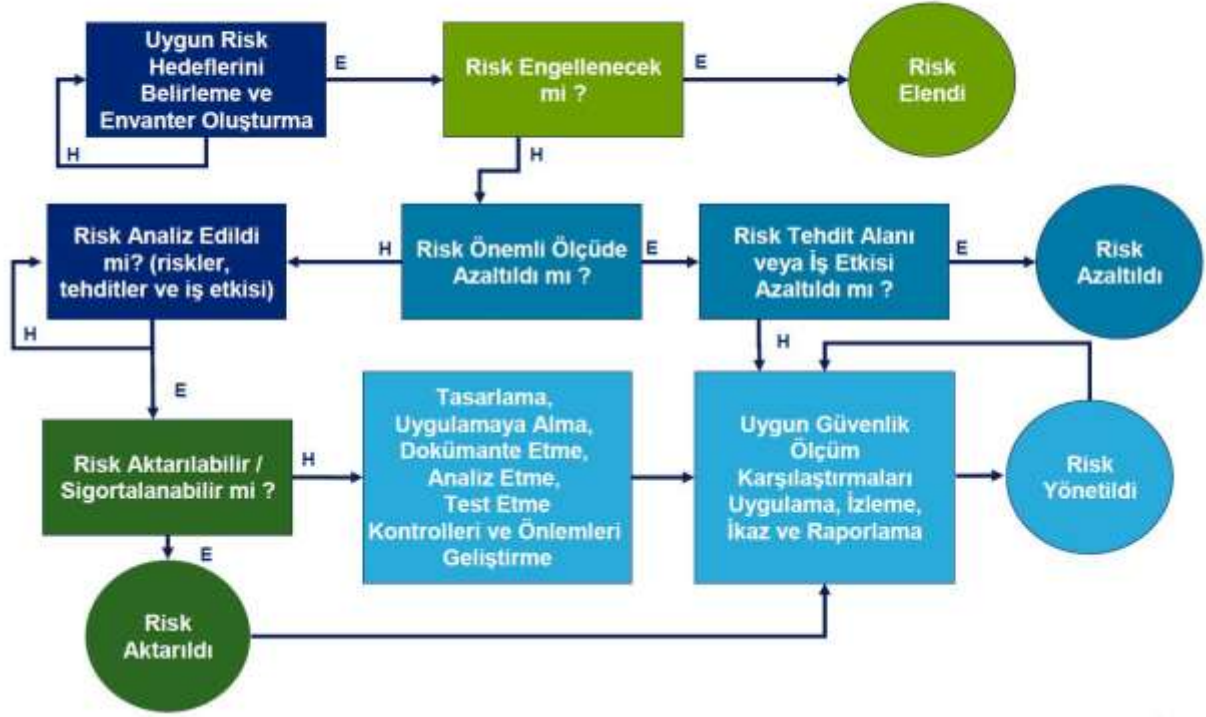 Uygun Risk
Hedeflerini
Belirleme ve
Envanter Oluşturma
E
H
Risk Engellenecek
mi ?
E
H
Risk
Elendi
Risk Analiz Edildi
mi? (riskler,
tehditler ve iş etkisi)
H
H
E
Risk Önemli Ölçüde
Azaltıldı mı ?
E
Risk Tehdit Alanı
veya İş Etkisi
Azaltıldı mı ?
E
H
Risk
Azaltıldı
Risk Aktarılabilir /
Sigortalanabilir mi ?
H
E
Tasarlama,
Uygulamaya Alma,
Dokümante Etme,
Analiz Etme,
Test Etme
Kontrolleri ve Önlemleri
Geliştirme
Uygun Güvenlik
Ölçüm
Karşılaştırmaları
Uygulama, İzleme,
İkaz ve Raporlama
Risk
Yönetildi
Risk
Aktarıldı